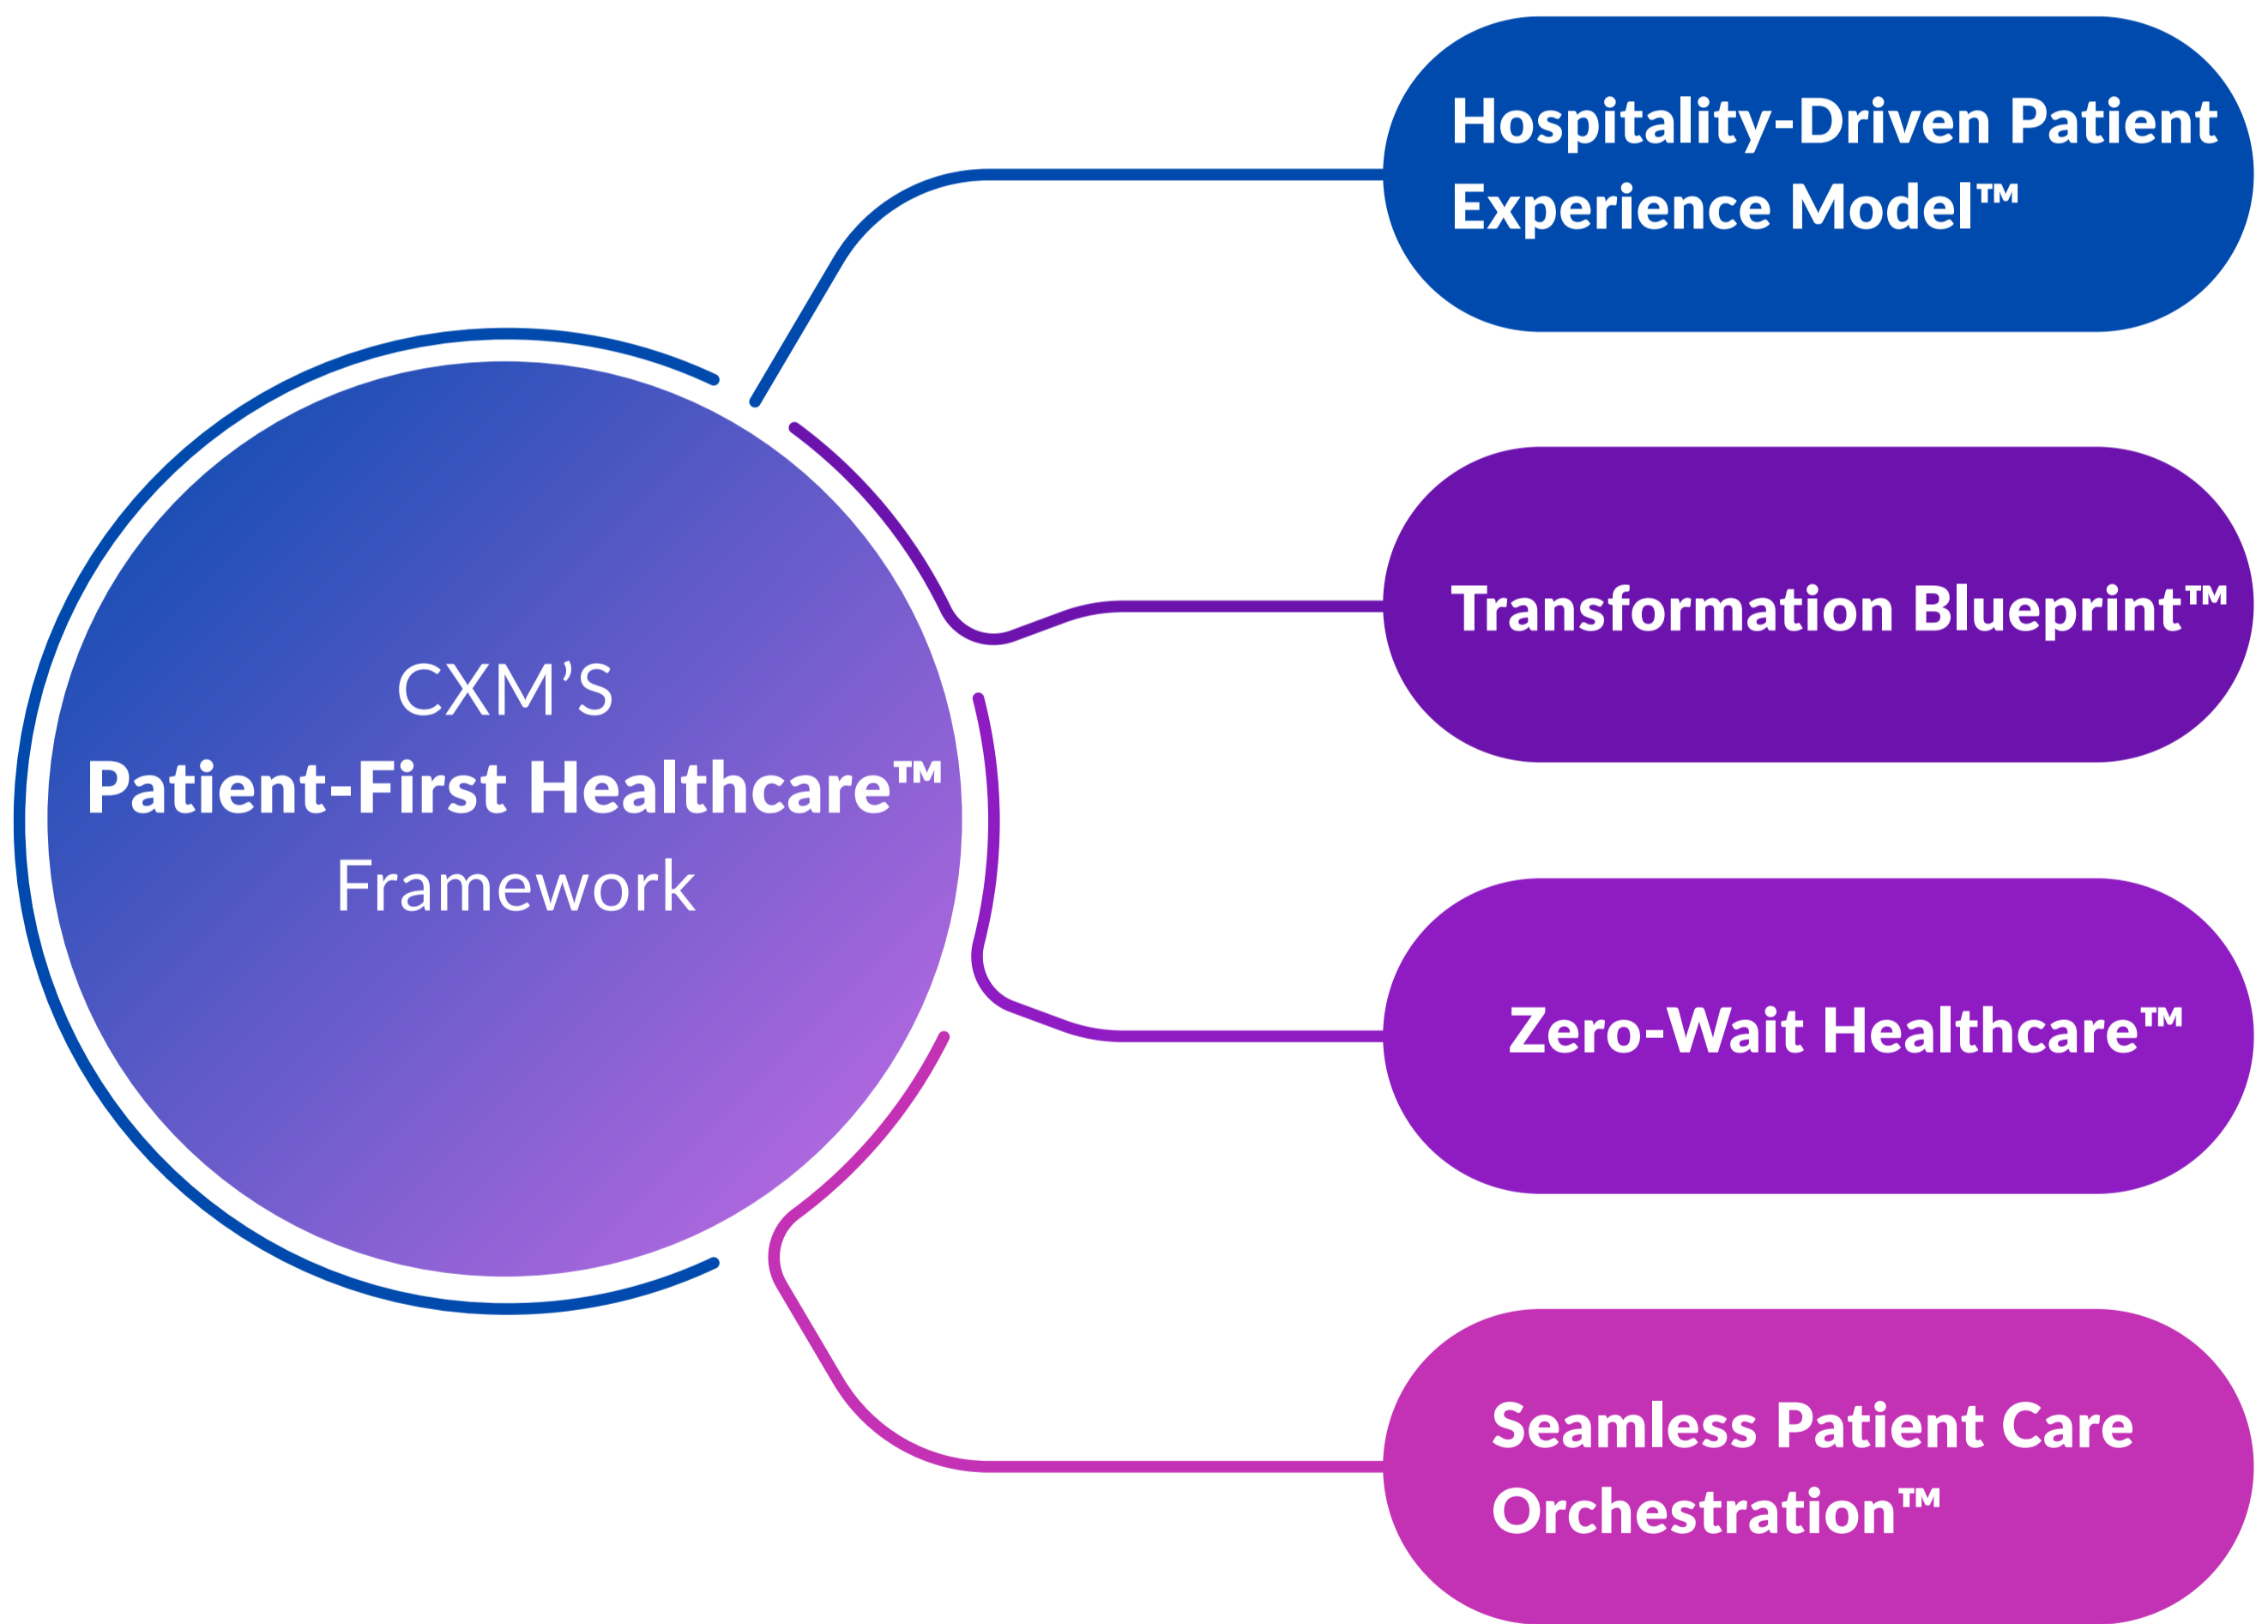 CXM’S
Patient-First Healthcare™
Framework
Hospitality-Driven Patient
Experience Model™
Transformation Blueprint™
Zero-Wait Healthcare™
Seamless Patient Care
Orchestration™